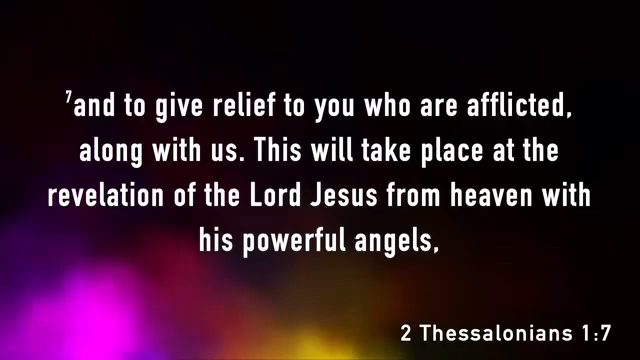 ⁷and to give relief to you who are afflicted,
along with us. This will take place at the
revelation of the Lord Jesus from heaven with
his powerful angels,
2 Thessalonians 1:7